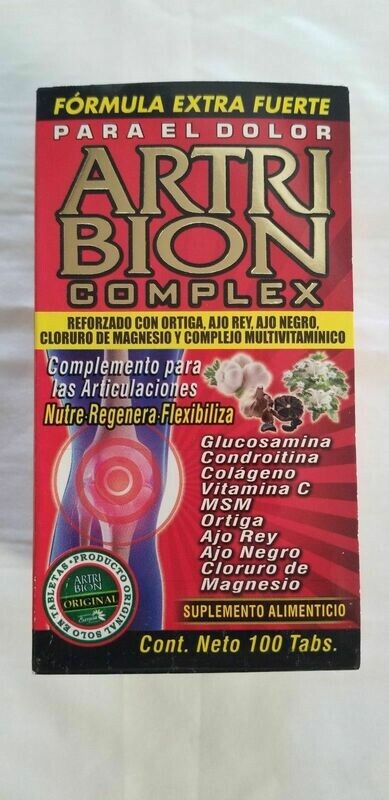 FÓRMULA EXTRA FUERTE
PARA EL DOLOR
ARTRI
BION
COMPLEX
REFORZADO CON ORTIGA, AJO REY, AJO NEGRO,
CLORURO DE MAGNESIO Y COMPLEJO MULTIVITAMÍNICO
Complemento para
las Articulaciones
Nutre-Regenera-Flexibiliza
Glucosamina
Condroitina
Colágeno
Vitamina C
MSM
Ortiga
Ajo Rey
Ajo Negro
Cloruro de
Magnesio
PRODUCTO ORIGINAL SOLO EN TABLETAS
ARTRI
BION
ORIGINAL
SUPLEMENTO ALIMENTICIO
Cont. Neto 100 Tabs.